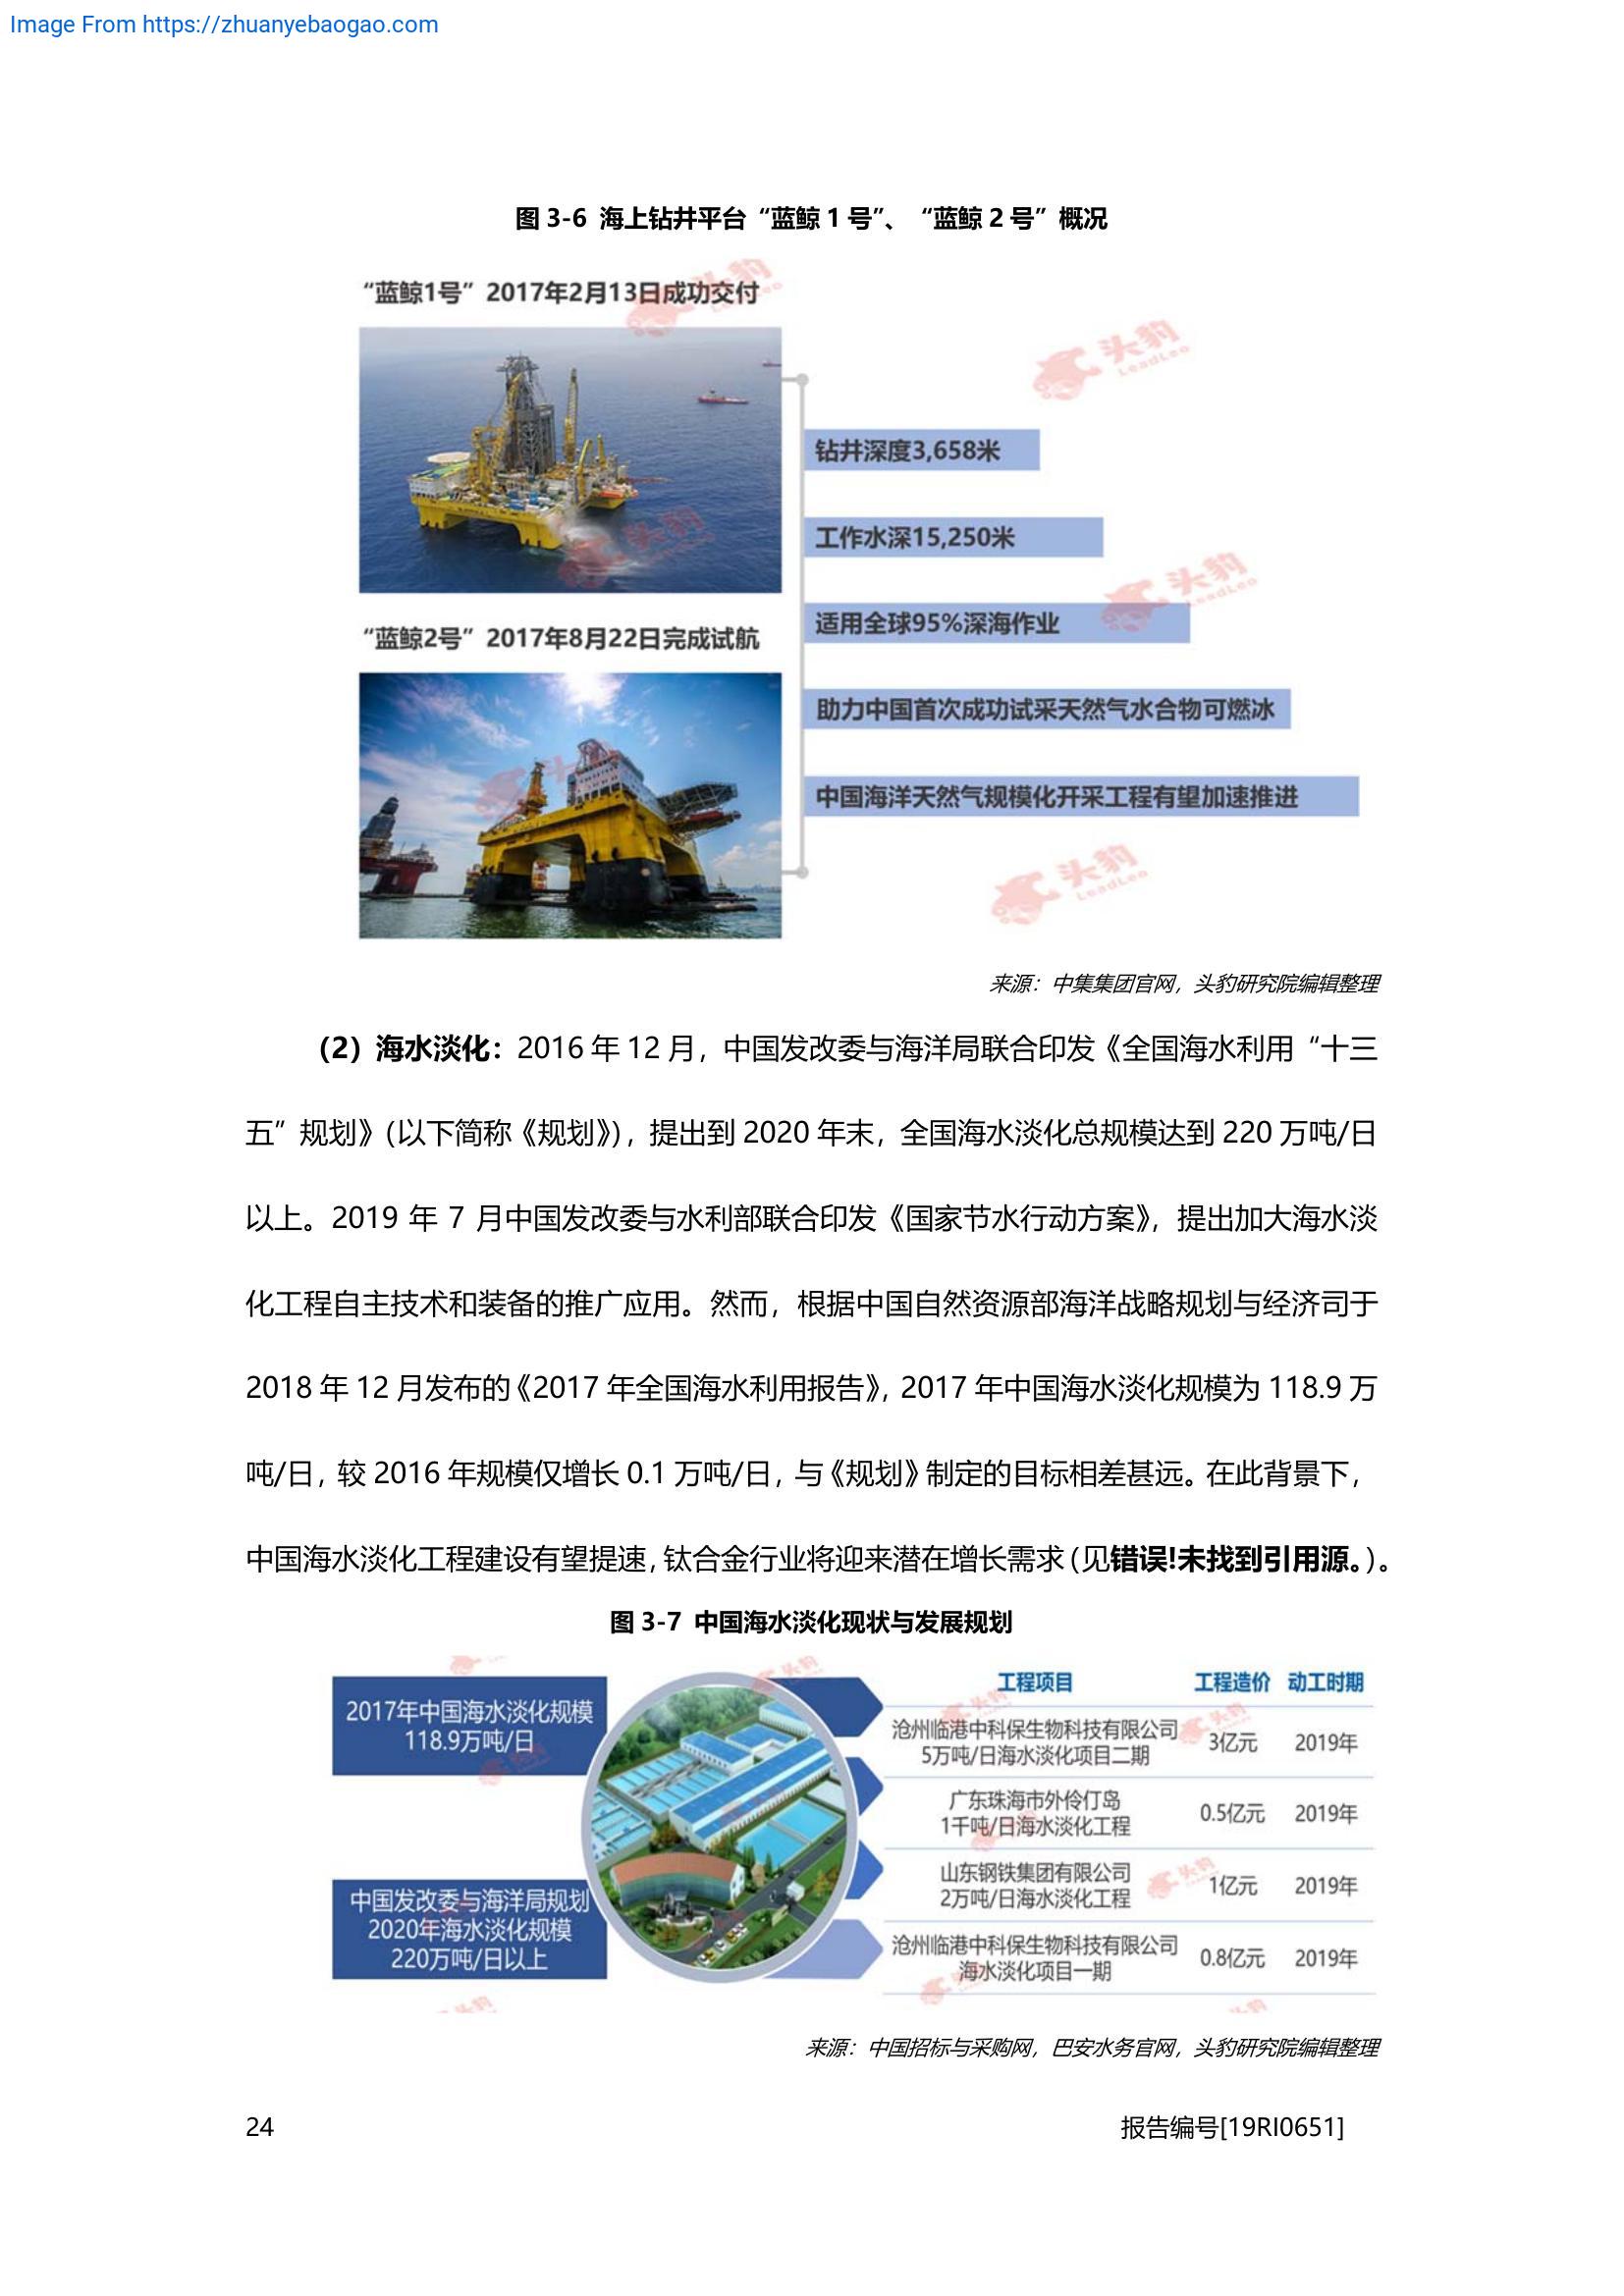 Image From https://zhuanyebaogao.com
图 3-6 海上钻井平台“蓝鲸 1 号”、“蓝鲸 2 号”概况
“蓝鲸1号”2017年2月13日成功交付
钻井深度3,658米
工作水深15,250米
适用全球95%深海作业
“蓝鲸2号”2017年8月22日完成试航
助力中国首次成功试采天然气水合物可燃冰
中国海洋天然气规模化开采工程有望加速推进
头豹
LeadLeo
头豹
LeadLeo
头豹
LeadLeo
来源：中集集团官网，头豹研究院编辑整理
（2）海水淡化：2016 年 12 月，中国发改委与海洋局联合印发《全国海水利用“十三
五”规划》（以下简称《规划》），提出到 2020 年末，全国海水淡化总规模达到 220 万吨/日
以上。2019 年 7 月中国发改委与水利部联合印发《国家节水行动方案》，提出加大海水淡
化工程自主技术和装备的推广应用。然而，根据中国自然资源部海洋战略规划与经济司于
2018 年 12 月发布的《2017 年全国海水利用报告》，2017 年中国海水淡化规模为 118.9 万
吨/日，较 2016 年规模仅增长 0.1 万吨/日，与《规划》制定的目标相差甚远。在此背景下，
中国海水淡化工程建设有望提速，钛合金行业将迎来潜在增长需求（见错误!未找到引用源。）。
图 3-7 中国海水淡化现状与发展规划
2017年中国海水淡化规模
118.9万吨/日
中国发改委与海洋局规划
2020年海水淡化规模
220万吨/日以上
工程项目 工程造价 动工时期
沧州临港中科保生物科技有限公司
5万吨/日海水淡化项目二期 3亿元 2019年
广东珠海市外伶仃岛
1千吨/日海水淡化工程 0.5亿元 2019年
山东钢铁集团有限公司
2万吨/日海水淡化工程 1亿元 2019年
沧州临港中科保生物科技有限公司
海水淡化项目一期 0.8亿元 2019年
来源：中国招标与采购网，巴安水务官网，头豹研究院编辑整理
24 报告编号[19RI0651]